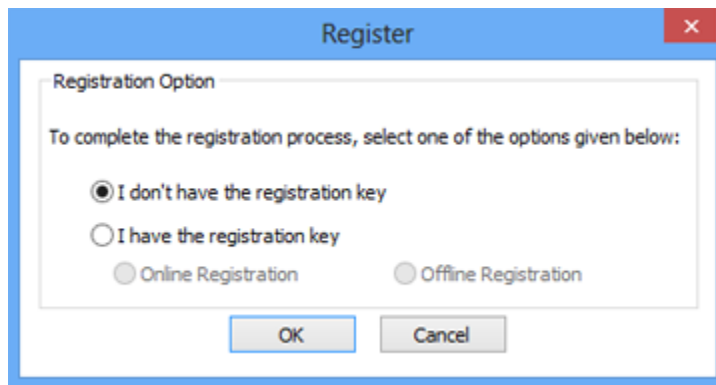 Register
Registration Option
To complete the registration process, select one of the options given below:
I don't have the registration key
I have the registration key
Online Registration Offline Registration
OK Cancel